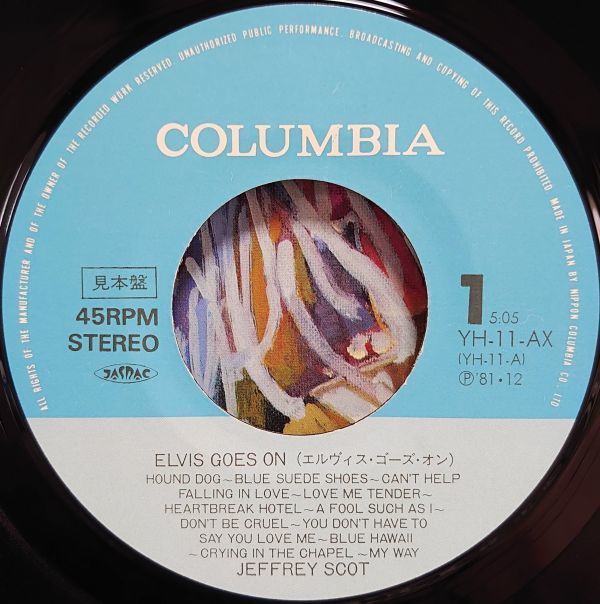 ALL RIGHTS OF THE MANUFACTURER AND OF THE OWNER OF THE RECORDED WORK RESERVED. UNAUTHORIZED PUBLIC PERFORMANCE, BROADCASTING AND COPYING OF THIS RECORD PROHIBITED. MADE IN JAPAN BY NIPPON COLUMBIA CO., LTD
COLUMBIA
見本盤
45RPM
STEREO
JASRAC
1 5:05
YH-11-AX
(YH-11-A)
Ⓟ'81・12
ELVIS GOES ON (エルヴィス・ゴーズ・オン)
HOUND DOG~BLUE SUEDE SHOES~CAN'T HELP
FALLING IN LOVE~LOVE ME TENDER~
HEARTBREAK HOTEL~A FOOL SUCH AS I~
DON'T BE CRUEL~YOU DON'T HAVE TO
SAY YOU LOVE ME~BLUE HAWAII
~CRYING IN THE CHAPEL~MY WAY
JEFFREY SCOT